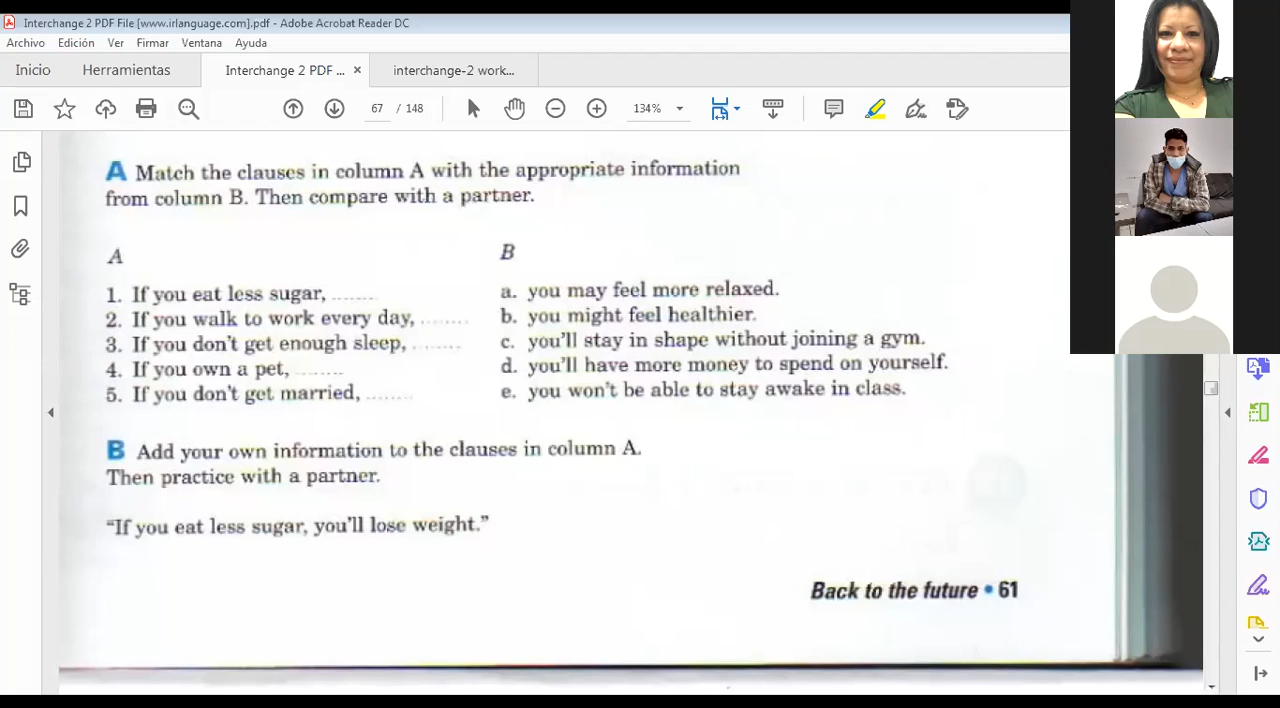 Interchange 2 PDF File [www.irlanguage.com].pdf - Adobe Acrobat Reader DC
Archivo Edición Ver Firmar Ventana Ayuda
Inicio Herramientas Interchange 2 PDF ... × interchange-2 work...
67 / 148 134%
A Match the clauses in column A with the appropriate information
from column B. Then compare with a partner.
A B
1. If you eat less sugar, ........ a. you may feel more relaxed.
2. If you walk to work every day, ........ b. you might feel healthier.
3. If you don't get enough sleep, ........ c. you'll stay in shape without joining a gym.
4. If you own a pet, ........ d. you'll have more money to spend on yourself.
5. If you don't get married, ........ e. you won't be able to stay awake in class.
B Add your own information to the clauses in column A.
Then practice with a partner.
"If you eat less sugar, you'll lose weight."
Back to the future • 61